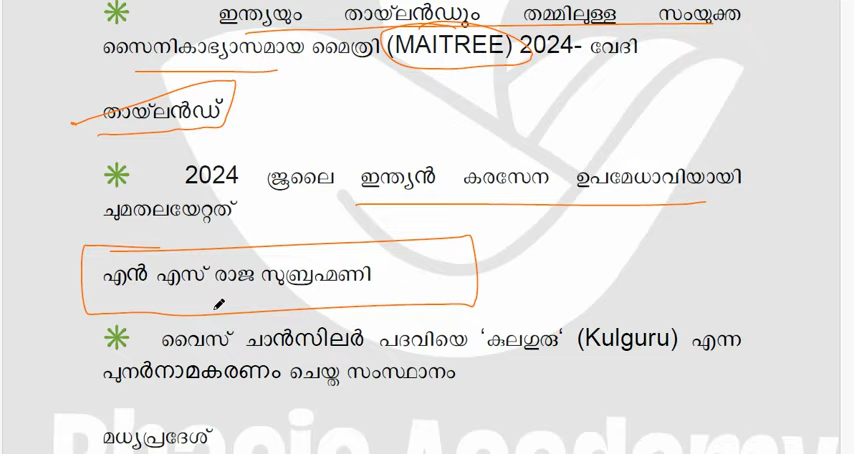 ✳ ഇന്ത്യയും തായ്‌ലൻഡും തമ്മിലുള്ള സംയുക്ത
സൈനികാഭ്യാസമായ മൈത്രി (MAITREE) 2024- വേദി
തായ്‌ലൻഡ്
✳ 2024 ജൂലൈ ഇന്ത്യൻ കരസേന ഉപമേധാവിയായി
ചുമതലയേറ്റത്
എൻ എസ് രാജ സുബ്രഹ്മണി
✳ വൈസ് ചാൻസിലർ പദവിയെ ‘കുലഗുരു‘ (Kulguru) എന്ന
പുനർനാമകരണം ചെയ്ത സംസ്ഥാനം
മധ്യപ്രദേശ്